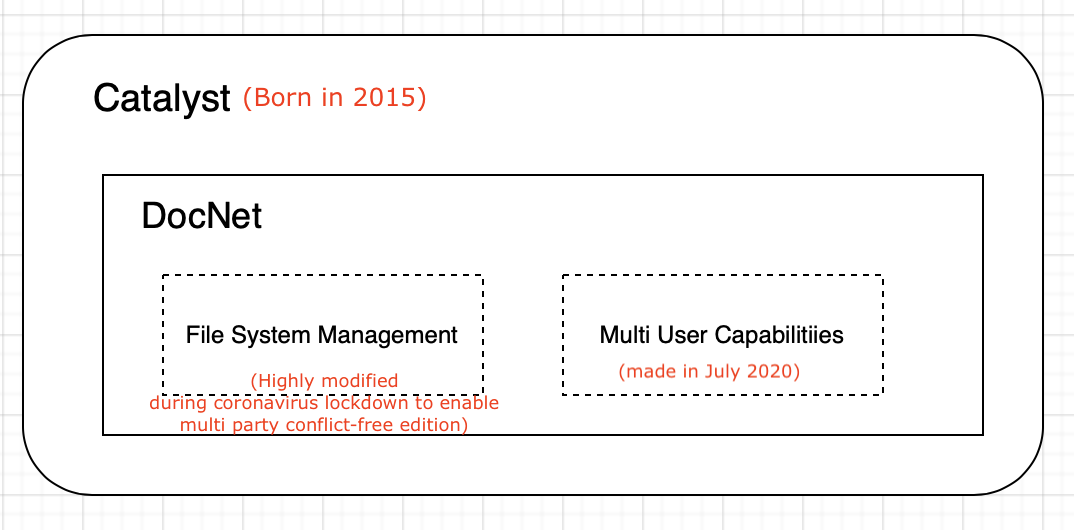 Catalyst (Born in 2015)
DocNet
File System Management
(Highly modified
during coronavirus lockdown to enable
multi party conflict-free edition)
Multi User Capabilitiies
(made in July 2020)